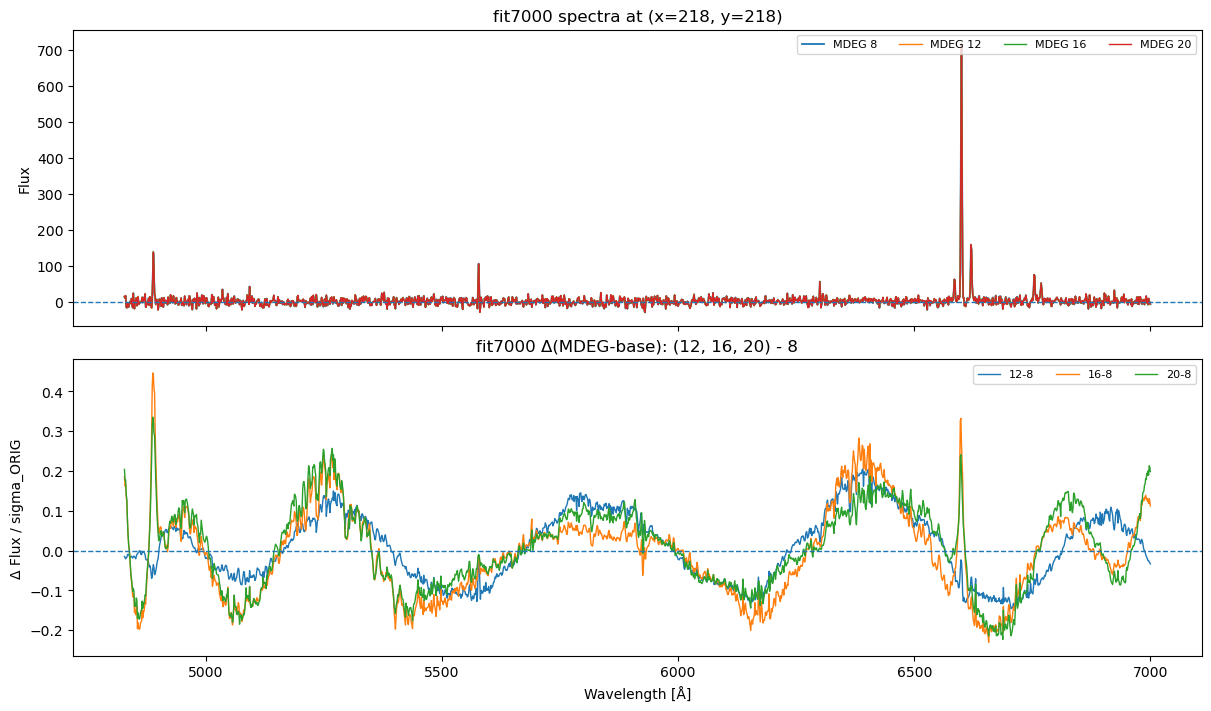 fit7000 spectra at (x=218, y=218)
MDEG 8 MDEG 12 MDEG 16 MDEG 20
700
600
500
400
300
200
100
0
Flux
fit7000 Δ(MDEG-base): (12, 16, 20) - 8
12-8 16-8 20-8
0.4
0.3
0.2
0.1
0.0
−0.1
−0.2
Δ Flux / sigma_ORIG
5000 5500 6000 6500 7000
Wavelength [Å]